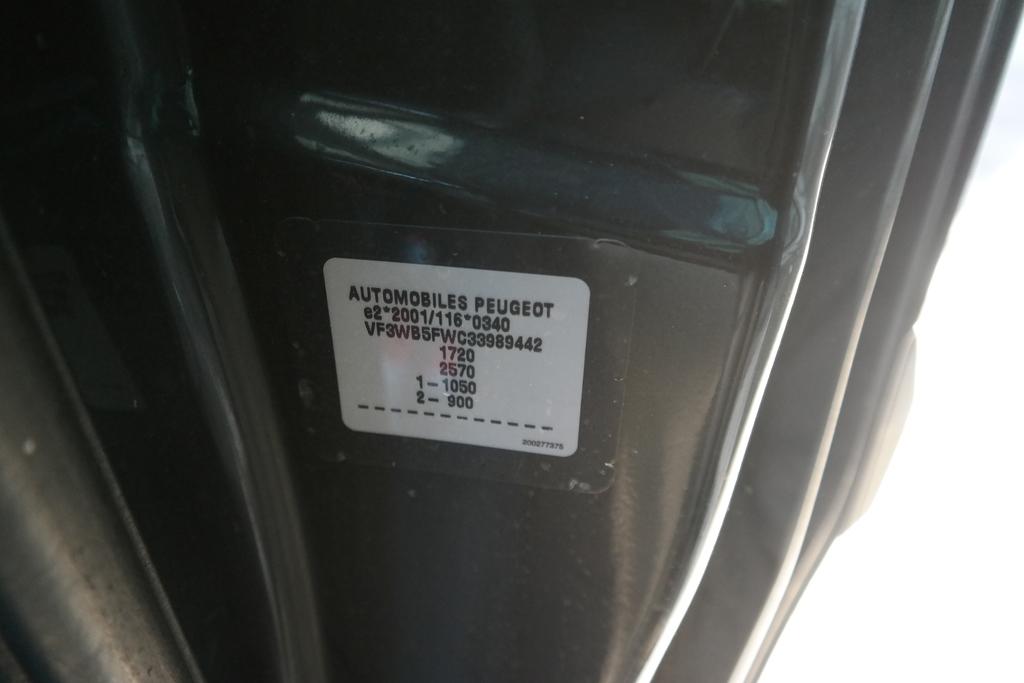 AUTOMOBILES PEUGEOT
e2*2001/116*0340
VF3WB5FWC33989442
1720
2570
1 - 1050
2 - 900
200277375